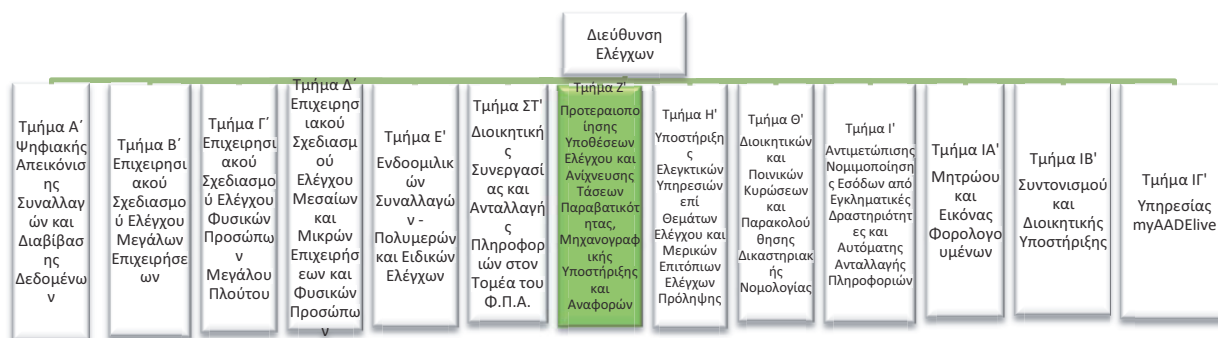 Διεύθυνση
Ελέγχων
Τμήμα Α΄
Ψηφιακής
Απεικόνισ
ης
Συναλλαγ
ών και
Διαβίβασ
ης
Δεδομένω
ν
Τμήμα Β΄
Επιχειρησι
ακού
Σχεδιασμο
ύ Ελέγχου
Μεγάλων
Επιχειρήσε
ων
Τμήμα Γ΄
Επιχειρησι
ακού
Σχεδιασμο
ύ Ελέγχου
Φυσικών
Προσώπω
ν
Μεγάλου
Πλούτου
Τμήμα Δ΄
Επιχειρησ
ιακού
Σχεδιασμ
ού
Ελέγχου
Μεσαίων
και
Μικρών
Επιχειρήσ
εων και
Φυσικών
Προσώπω
ν
Τμήμα Ε'
Ενδοομιλικ
ών
Συναλλαγώ
ν -
Πολυμερών
και Ειδικών
Ελέγχων
Τμήμα ΣΤ'
Διοικητική
ς
Συνεργασί
ας και
Ανταλλαγή
ς
Πληροφορ
ιών στον
Τομέα του
Φ.Π.Α.
Τμήμα Ζ'
Προτεραιοπο
ίησης
Υποθέσεων
Ελέγχου και
Ανίχνευσης
Τάσεων
Παραβατικότ
ητας,
Μηχανογραφ
ικής
Υποστήριξης
και
Αναφορών
Τμήμα Η'
Υποστήριξη
ς
Ελεγκτικών
Υπηρεσιών
επί
Θεμάτων
Ελέγχου και
Μερικών
Επιτόπιων
Ελέγχων
Πρόληψης
Τμήμα Θ'
Διοικητικών
και
Ποινικών
Κυρώσεων
και
Παρακολού
θησης
Δικαστηριακ
ής
Νομολογίας
Τμήμα Ι'
Αντιμετώπισης
Νομιμοποίηση
ς Εσόδων από
Εγκληματικές
Δραστηριότητ
ες και
Αυτόματης
Ανταλλαγής
Πληροφοριών
Τμήμα ΙΑ'
Μητρώου
και
Εικόνας
Φορολογο
υμένων
Τμήμα ΙΒ'
Συντονισμού
και
Διοικητικής
Υποστήριξης
Τμήμα ΙΓ'
Υπηρεσίας
myAADElive